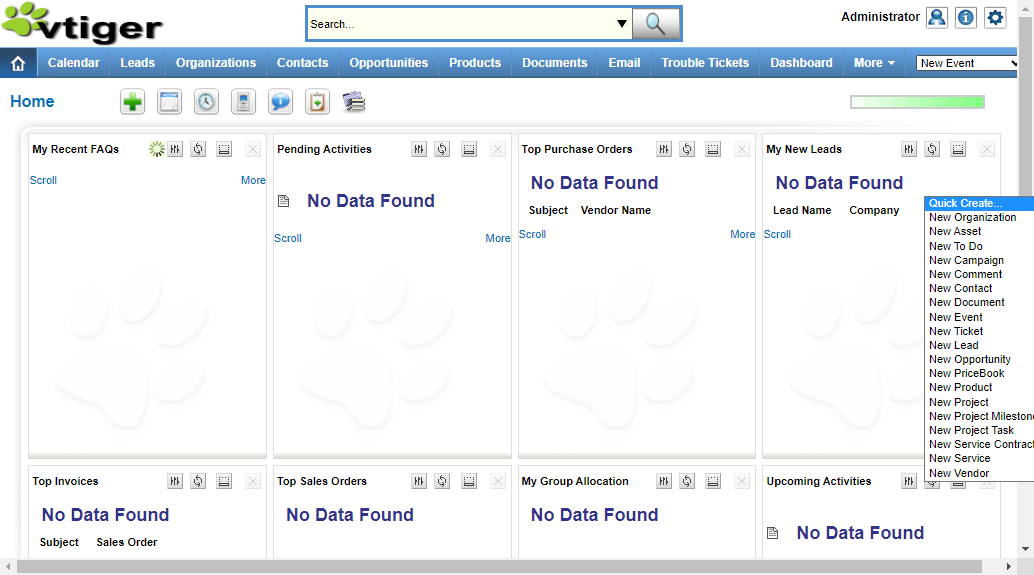 vtiger
Search...
Administrator
Calendar Leads Organizations Contacts Opportunities Products Documents Email Trouble Tickets Dashboard More New Event
Home
My Recent FAQs
Scroll More
Pending Activities
No Data Found
Scroll More
Top Purchase Orders
No Data Found
Subject Vendor Name
Scroll More
My New Leads
No Data Found
Lead Name Company
Scroll
Quick Create...
New Organization
New Asset
New To Do
New Campaign
New Comment
New Contact
New Document
New Event
New Ticket
New Lead
New Opportunity
New PriceBook
New Product
New Project
New Project Mileston
New Project Task
New Service Contract
New Service
New Vendor
Top Invoices
No Data Found
Subject Sales Order
Top Sales Orders
No Data Found
My Group Allocation
No Data Found
Upcoming Activities
No Data Found